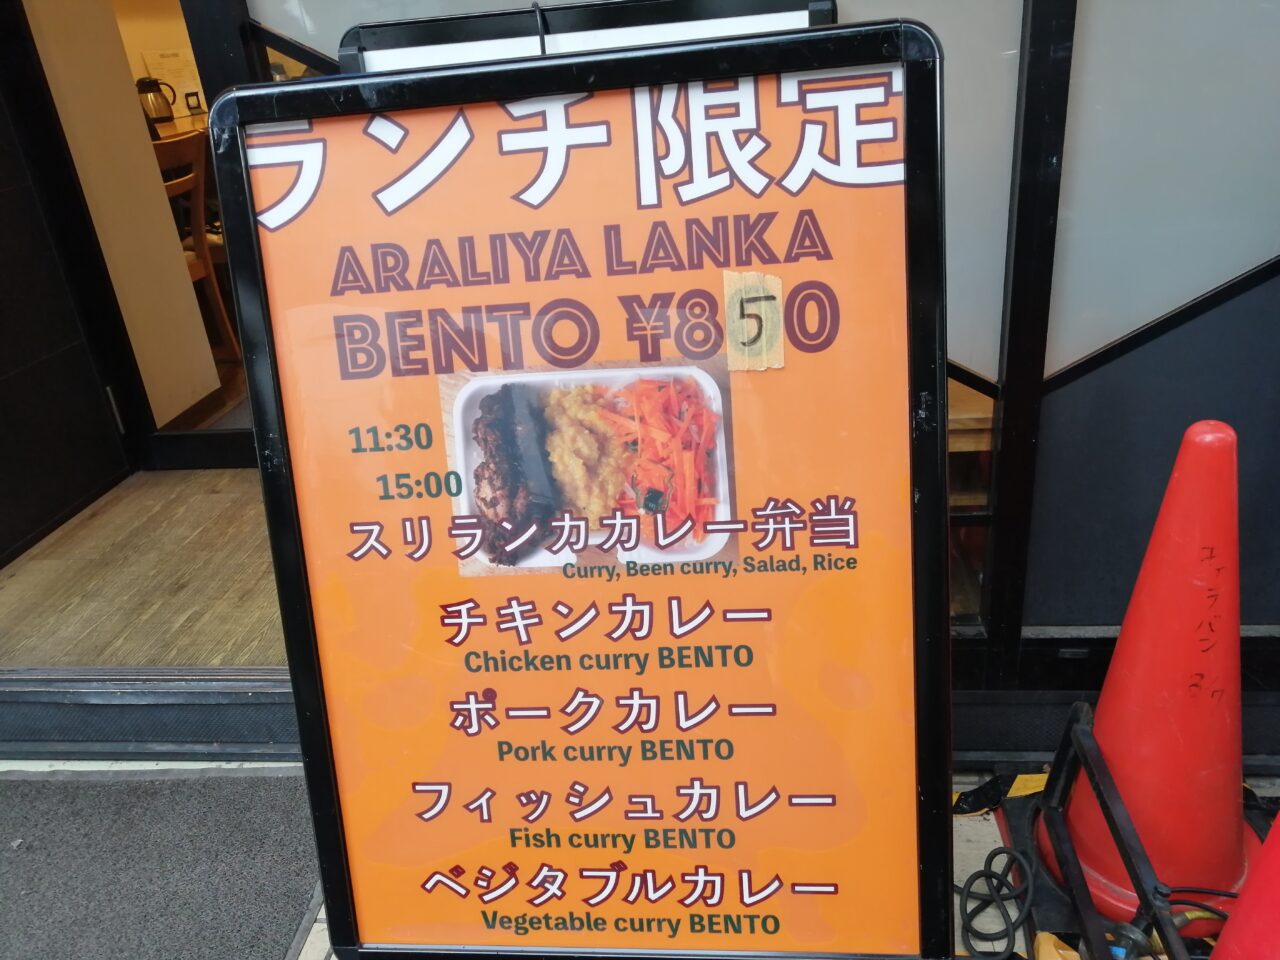 ランチ限定
ARALIYA LANKA
BENTO ¥850
11:30
15:00
スリランカカレー弁当
Curry, Been curry, Salad, Rice
チキンカレー
Chicken curry BENTO
ポークカレー
Pork curry BENTO
フィッシュカレー
Fish curry BENTO
ベジタブルカレー
Vegetable curry BENTO